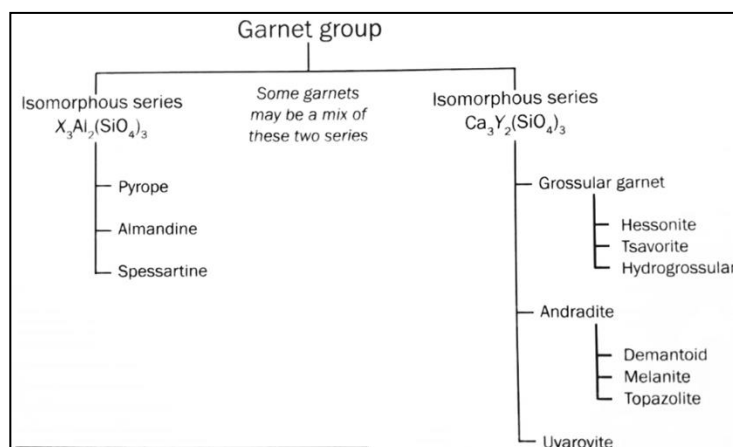 Garnet group
Isomorphous series
X₃Al₂(SiO₄)₃
Some garnets
may be a mix of
these two series
Isomorphous series
Ca₃Y₂(SiO₄)₃
Pyrope
Almandine
Spessartine
Grossular garnet
Hessonite
Tsavorite
Hydrogrossular
Andradite
Demantoid
Melanite
Topazolite
Uvarovite